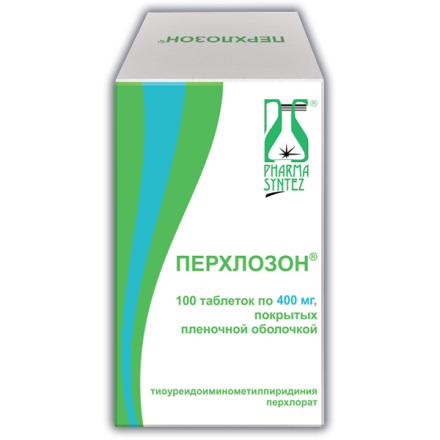 ПЕРХЛОЗОН®
®
PHARMA
SYNTEZ
ПЕРХЛОЗОН®
100 таблеток по 400 мг,
покрытых
пленочной оболочкой
тиоуреидоиминометилпиридиния
перхлорат